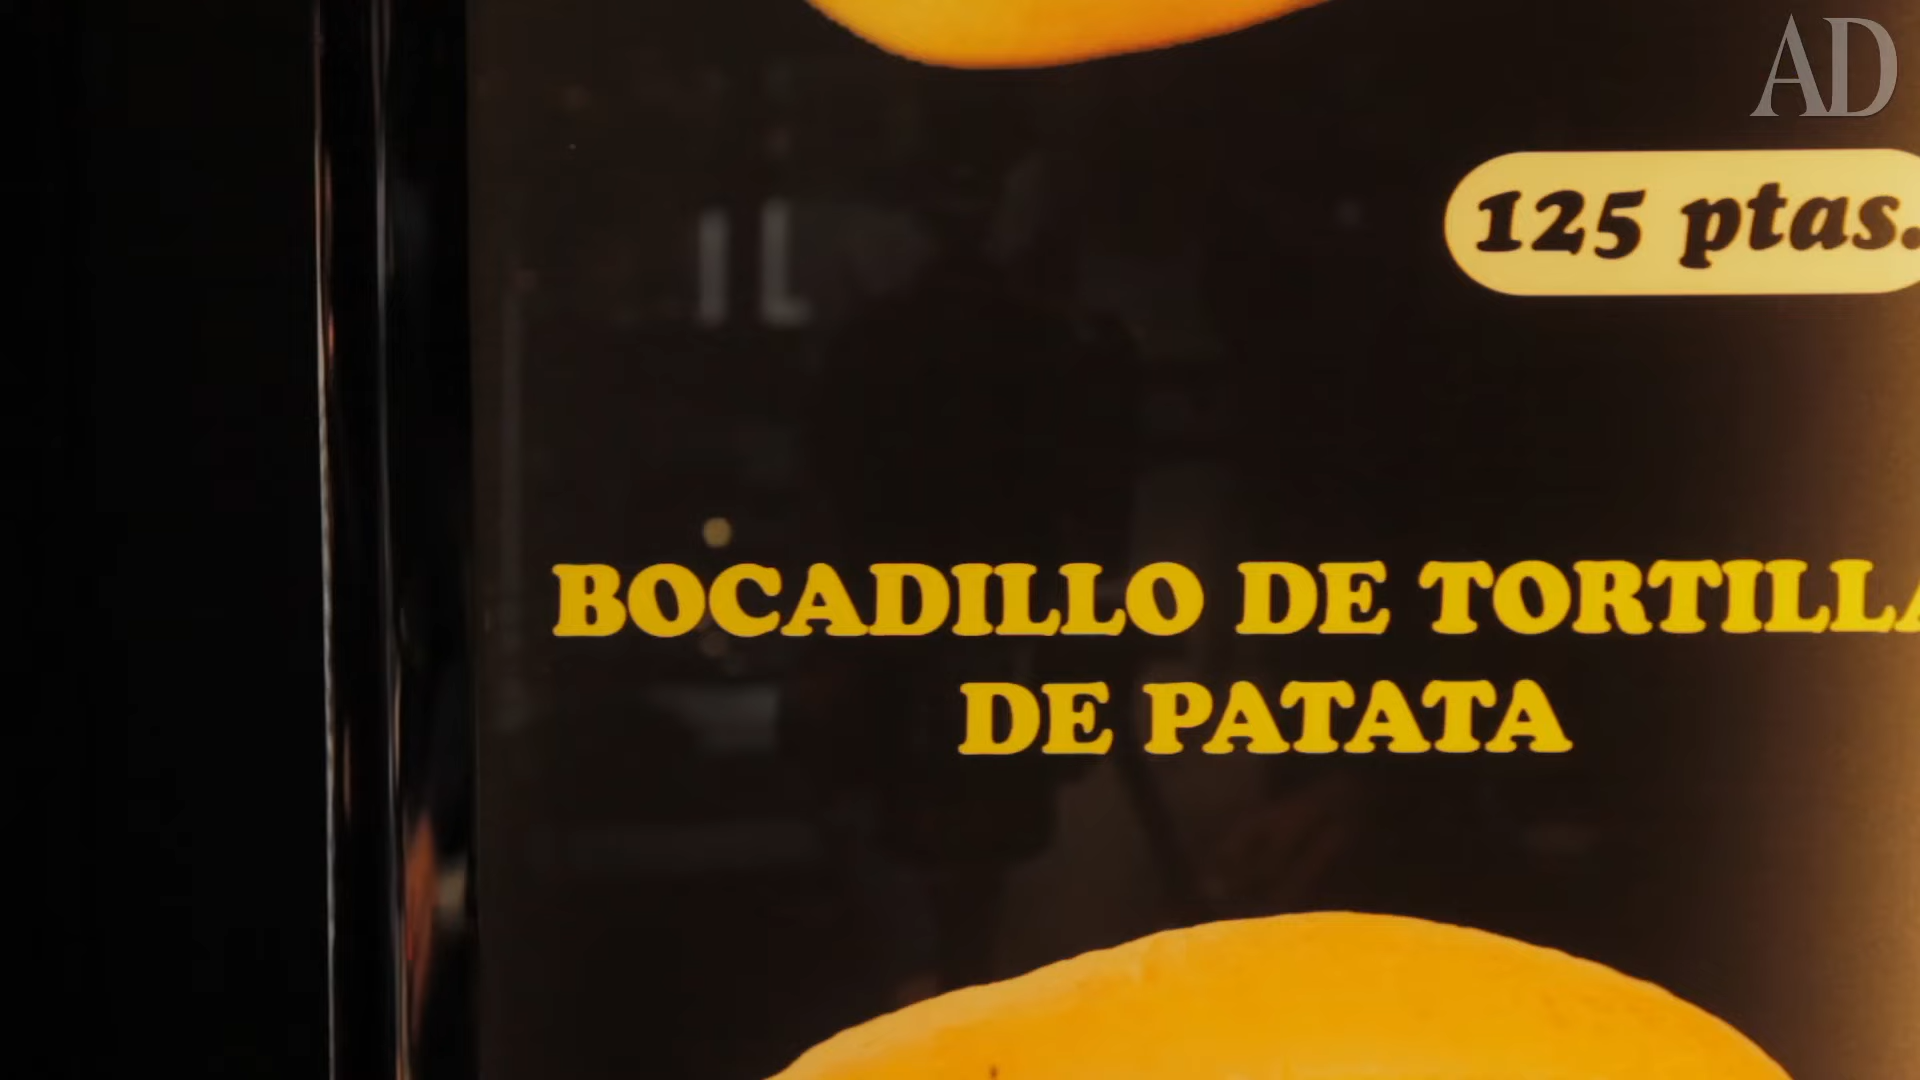 AD
125 ptas.
BOCADILLO DE TORTILLA
DE PATATA